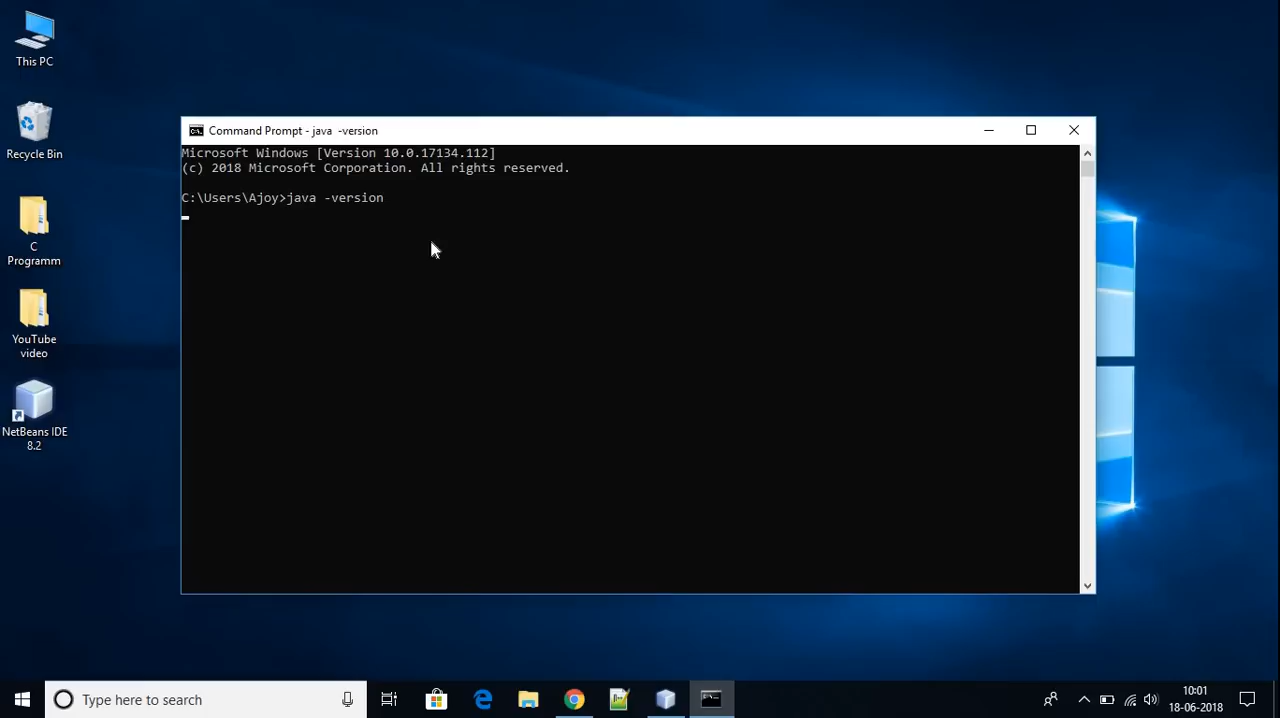 This PC
Recycle Bin
C
Programm
YouTube
video
NetBeans IDE
8.2
Command Prompt - java  -version
Microsoft Windows [Version 10.0.17134.112]
(c) 2018 Microsoft Corporation. All rights reserved.
C:\Users\Ajoy>java -version
Type here to search
10:01
18-06-2018